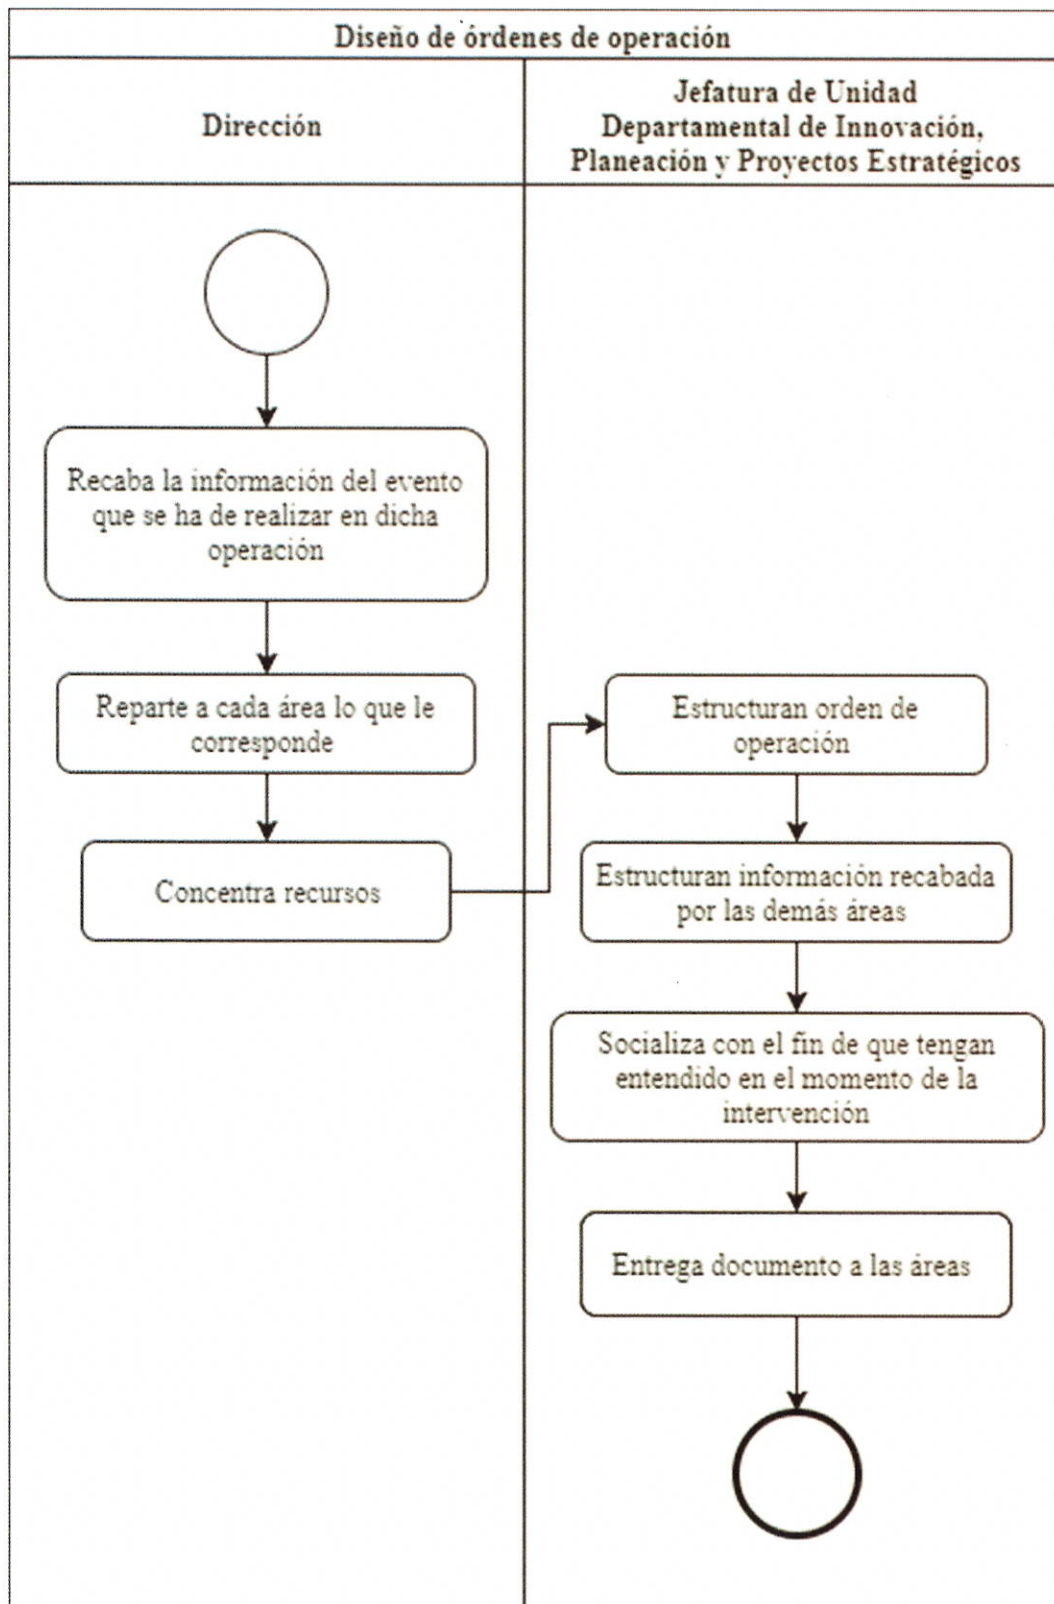 Diseño de órdenes de operación
Dirección
Jefatura de Unidad
Departamental de Innovación,
Planeación y Proyectos Estratégicos
Recaba la información del evento
que se ha de realizar en dicha
operación
Reparte a cada área lo que le
corresponde
Concentra recursos
Estructuran orden de
operación
Estructuran información recabada
por las demás áreas
Socializa con el fin de que tengan
entendido en el momento de la
intervención
Entrega documento a las áreas